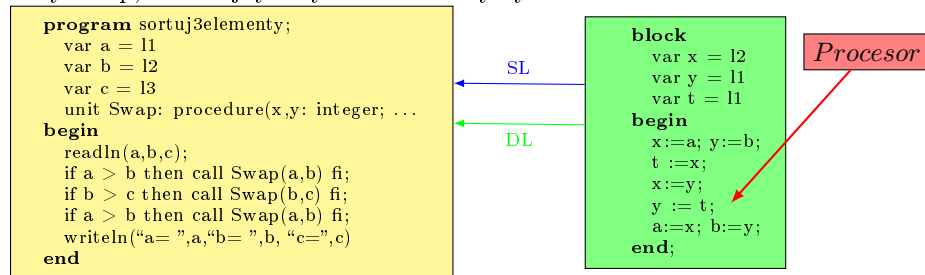 program sortuj3elementy;
var a = l1
var b = l2
var c = l3
unit Swap: procedure(x,y: integer; ...
begin
readln(a,b,c);
if a > b then call Swap(a,b) fi;
if b > c then call Swap(b,c) fi;
if a > b then call Swap(a,b) fi;
writeln(“a= ”,a,“b= ”,b, “c=”,c)
end
SL
DL
block
var x = l2
var y = l1
var t = l1
begin
x:=a; y:=b;
t :=x;
x:=y;
y := t;
a:=x; b:=y;
end;
Procesor